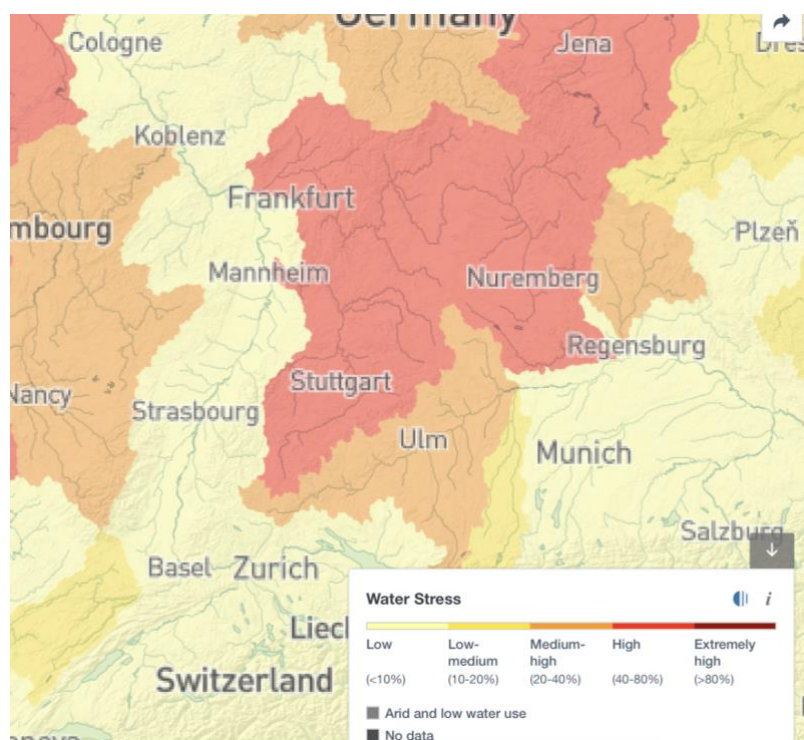 Germany
Cologne
Jena
Koblenz
Frankfurt
mbourg
Plzeň
Mannheim
Nuremberg
Regensburg
Stuttgart
Nancy
Strasbourg
Ulm
Munich
Salzburg
Basel
Zurich
Liecl
Switzerland
Water Stress
i
Low
Low-
medium
Medium-
high
High
Extremely
high
(<10%)
(10-20%)
(20-40%)
(40-80%)
(>80%)
Arid and low water use
No data